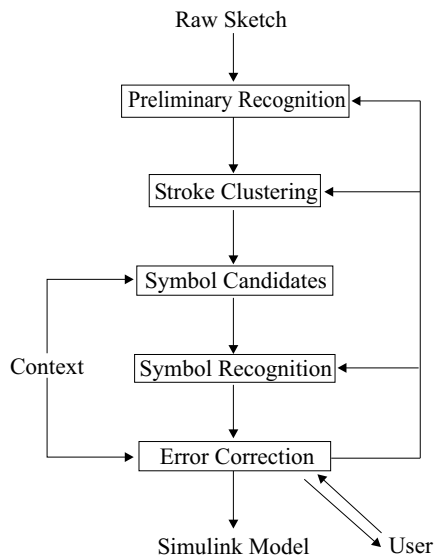 Raw Sketch
Preliminary Recognition
Stroke Clustering
Symbol Candidates
Context
Symbol Recognition
Error Correction
Simulink Model
User